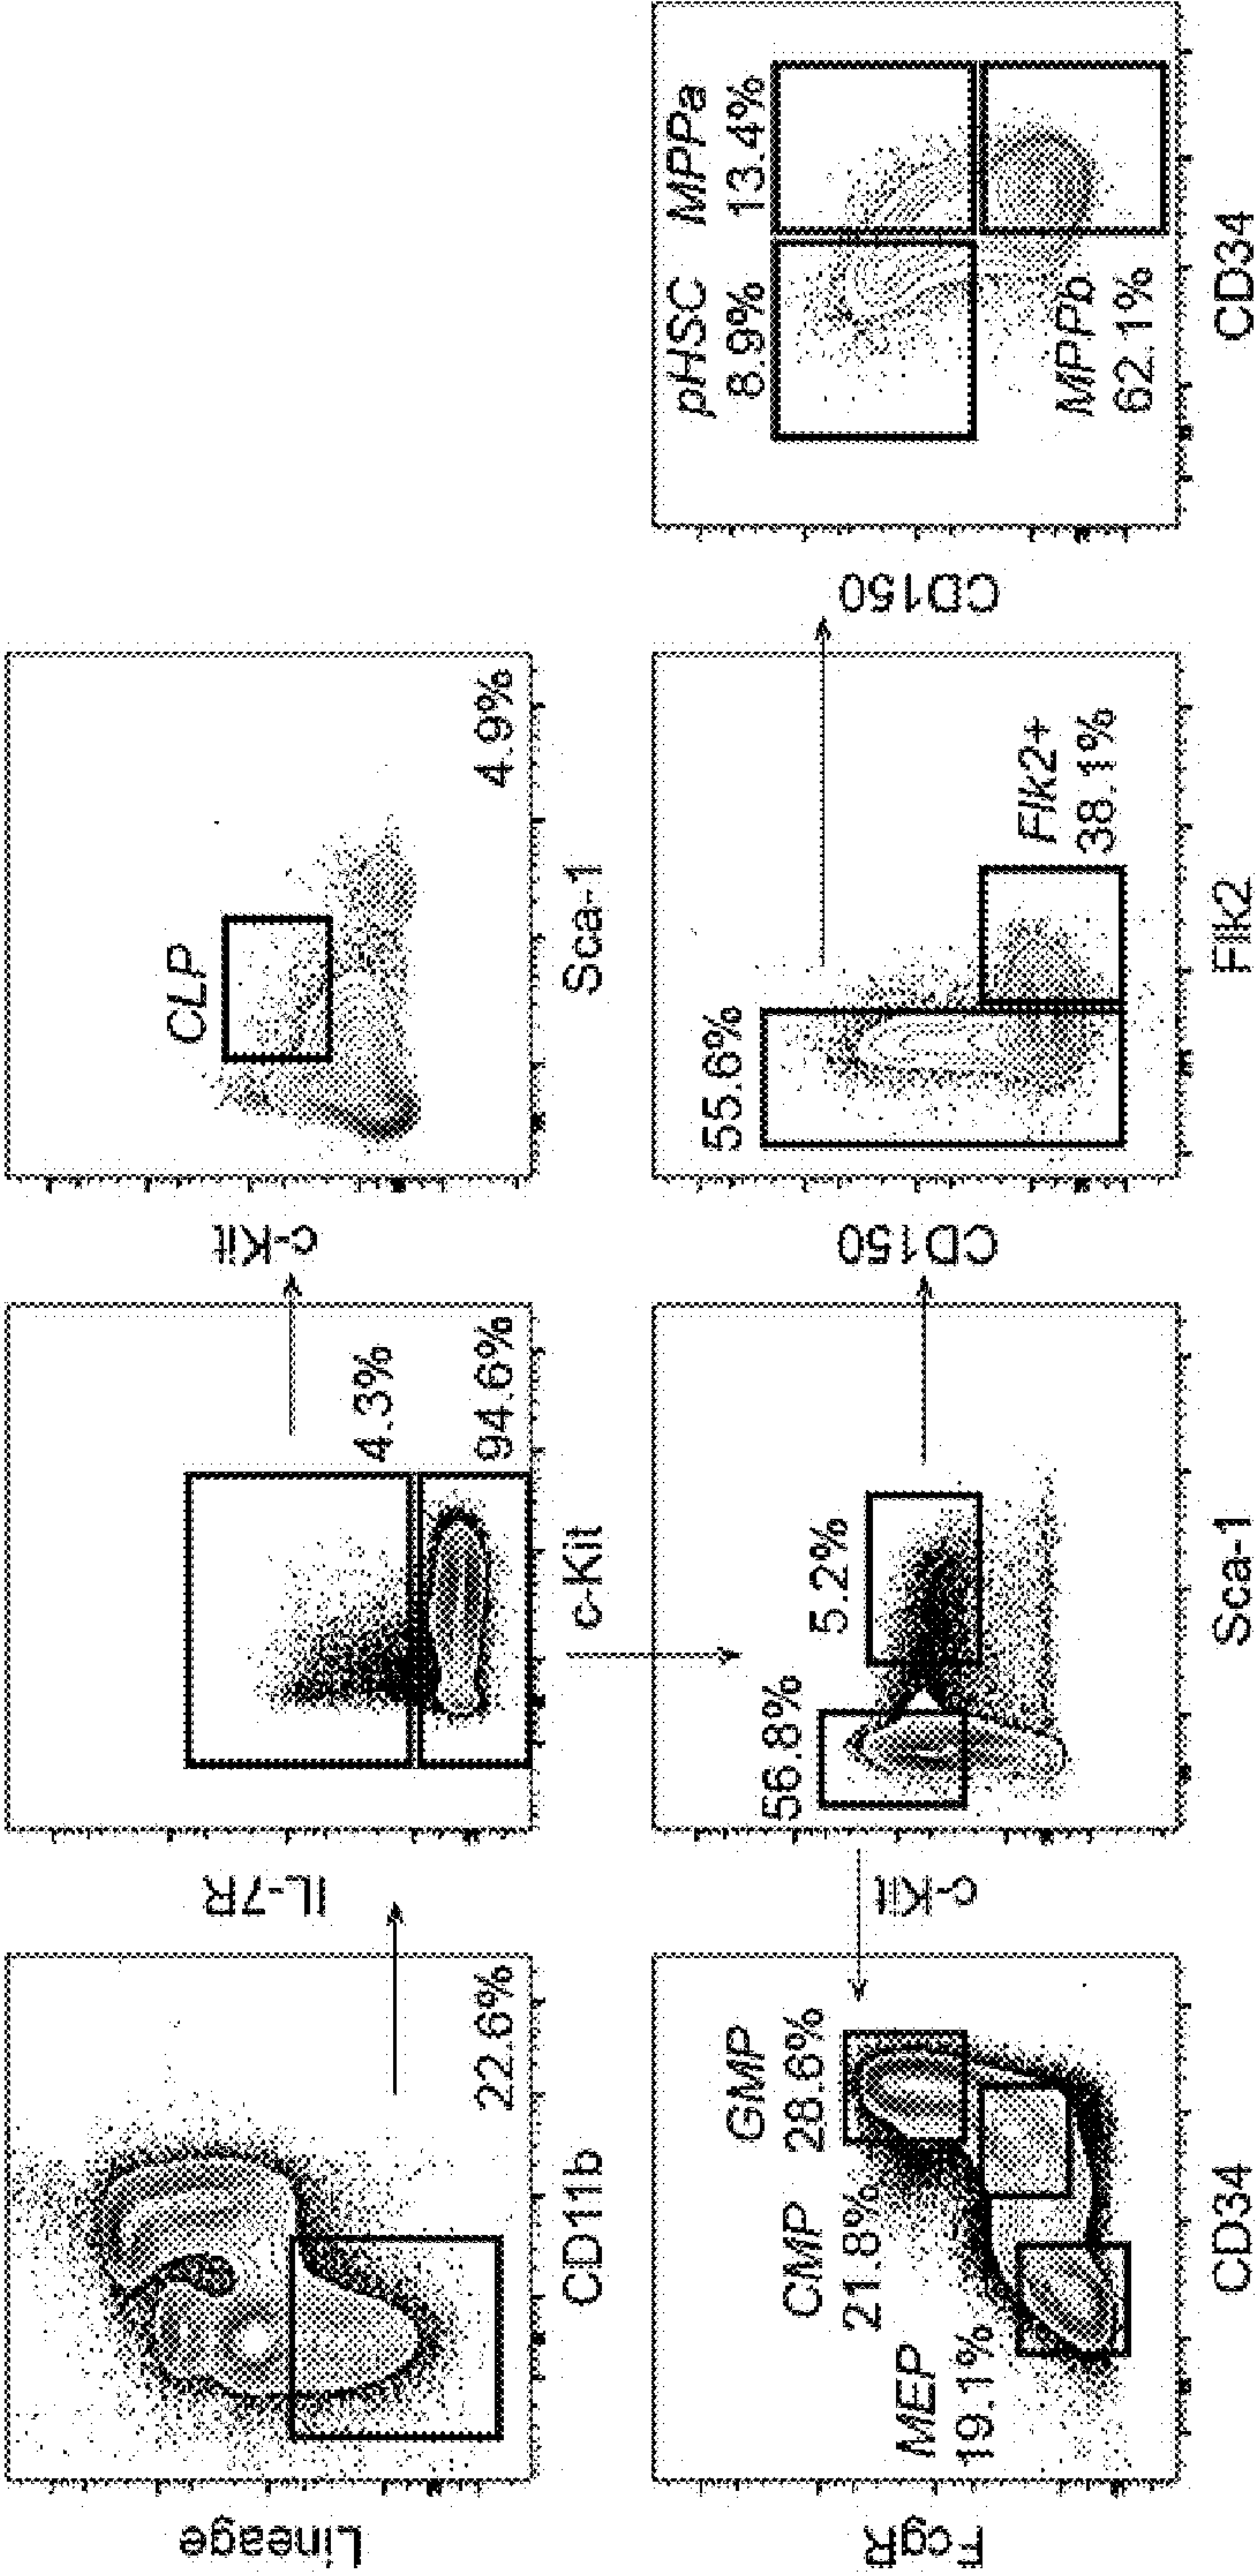 Lineage
22.6%
CD11b
IL-7R
4.3%
94.6%
c-Kit
c-Kit
CLP
4.9%
Sca-1
FcgR
MEP
19.1%
CMP
21.8%
GMP
28.6%
CD34
c-Kit
56.8%
5.2%
Sca-1
CD150
55.6%
Flk2+
38.1%
Flk2
CD150
pHSC
8.9%
MPPa
13.4%
MPPb
62.1%
CD34